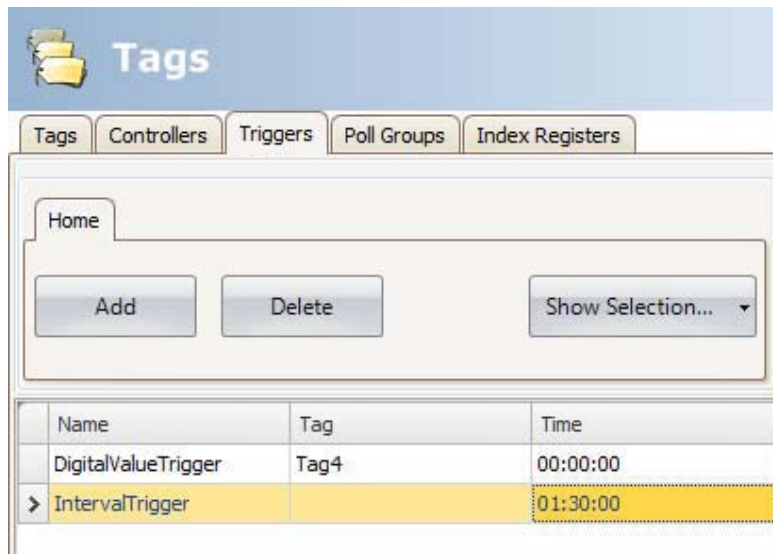 Tags
Tags Controllers Triggers Poll Groups Index Registers
Home
Add Delete Show Selection...
Name Tag Time
DigitalValueTrigger Tag4 00:00:00
IntervalTrigger 01:30:00